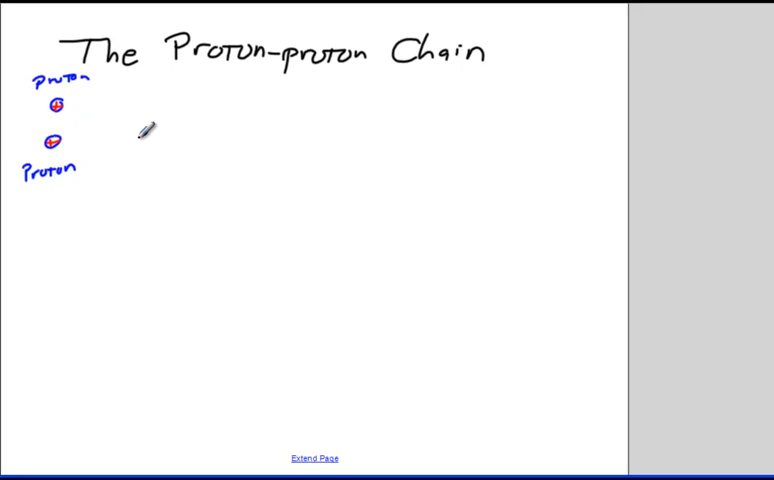 The Proton-proton Chain
Proton
+
+
Proton
Extend Page